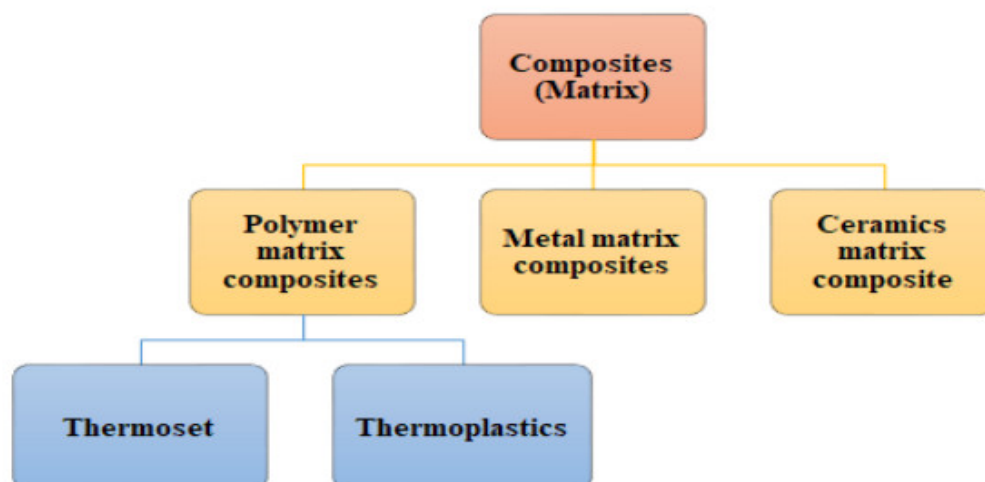 Composites
(Matrix)
Polymer
matrix
composites
Metal matrix
composites
Ceramics
matrix
composite
Thermoset
Thermoplastics